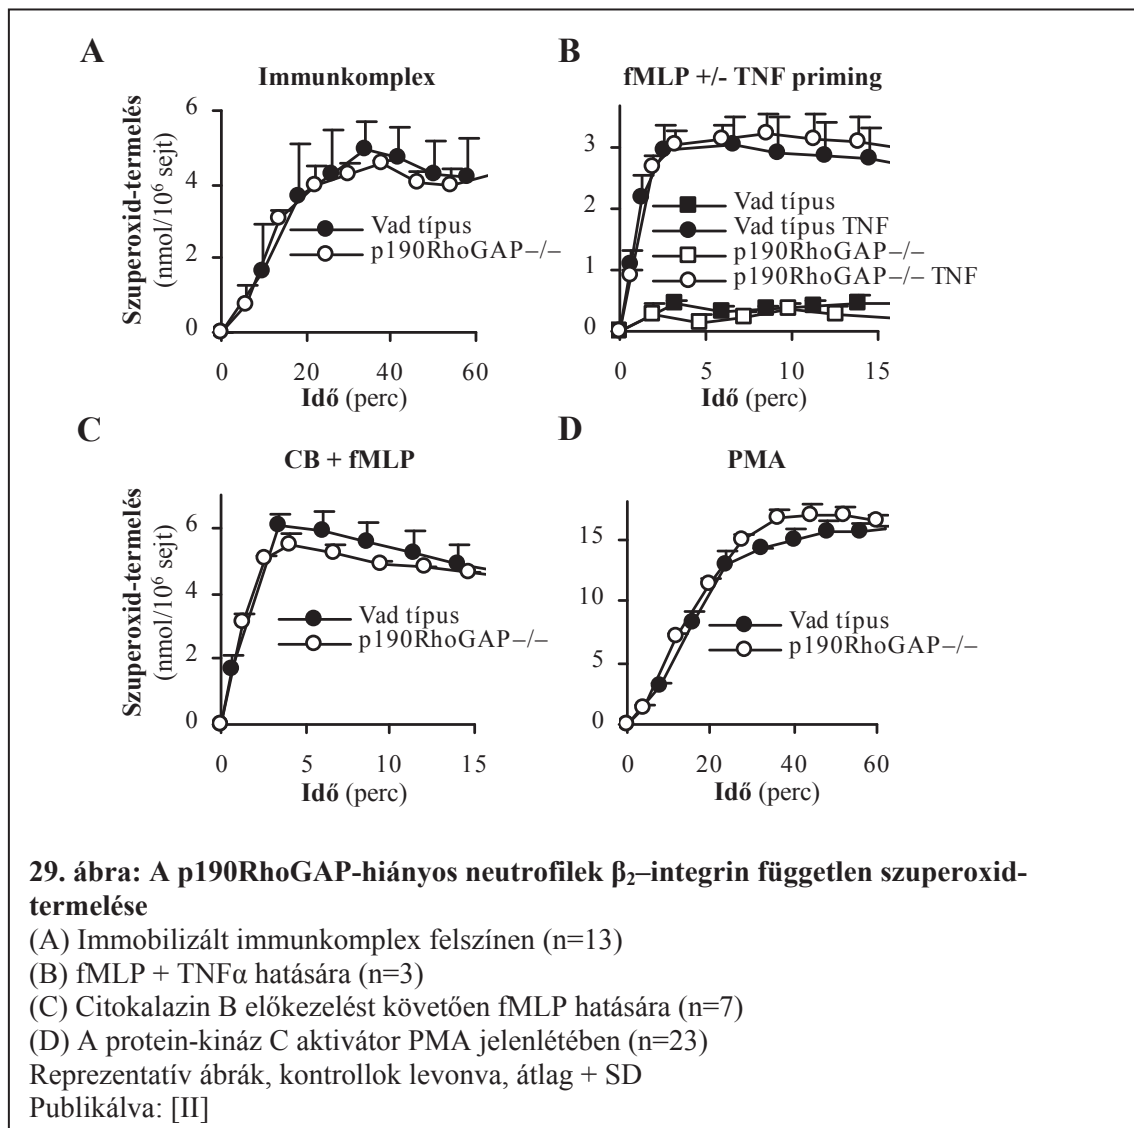 A
Immunkomplex
Szuperoxid-termelés
(nmol/10⁶ sejt)
6
4
2
0
Vad típus
p190RhoGAP–/–
0 20 40 60
Idő (perc)
B
fMLP +/- TNF priming
3
2
1
0
Vad típus
Vad típus TNF
p190RhoGAP–/–
p190RhoGAP–/– TNF
0 5 10 15
Idő (perc)
C
CB + fMLP
Szuperoxid-termelés
(nmol/10⁶ sejt)
6
4
2
0
Vad típus
p190RhoGAP–/–
0 5 10 15
Idő (perc)
D
PMA
15
10
5
0
Vad típus
p190RhoGAP–/–
0 20 40 60
Idő (perc)
29. ábra: A p190RhoGAP-hiányos neutrofilek β₂–integrin független szuperoxid-
termelése
(A) Immobilizált immunkomplex felszínen (n=13)
(B) fMLP + TNFα hatására (n=3)
(C) Citokalazin B előkezelést követően fMLP hatására (n=7)
(D) A protein-kináz C aktivátor PMA jelenlétében (n=23)
Reprezentatív ábrák, kontrollok levonva, átlag + SD
Publikálva: [II]